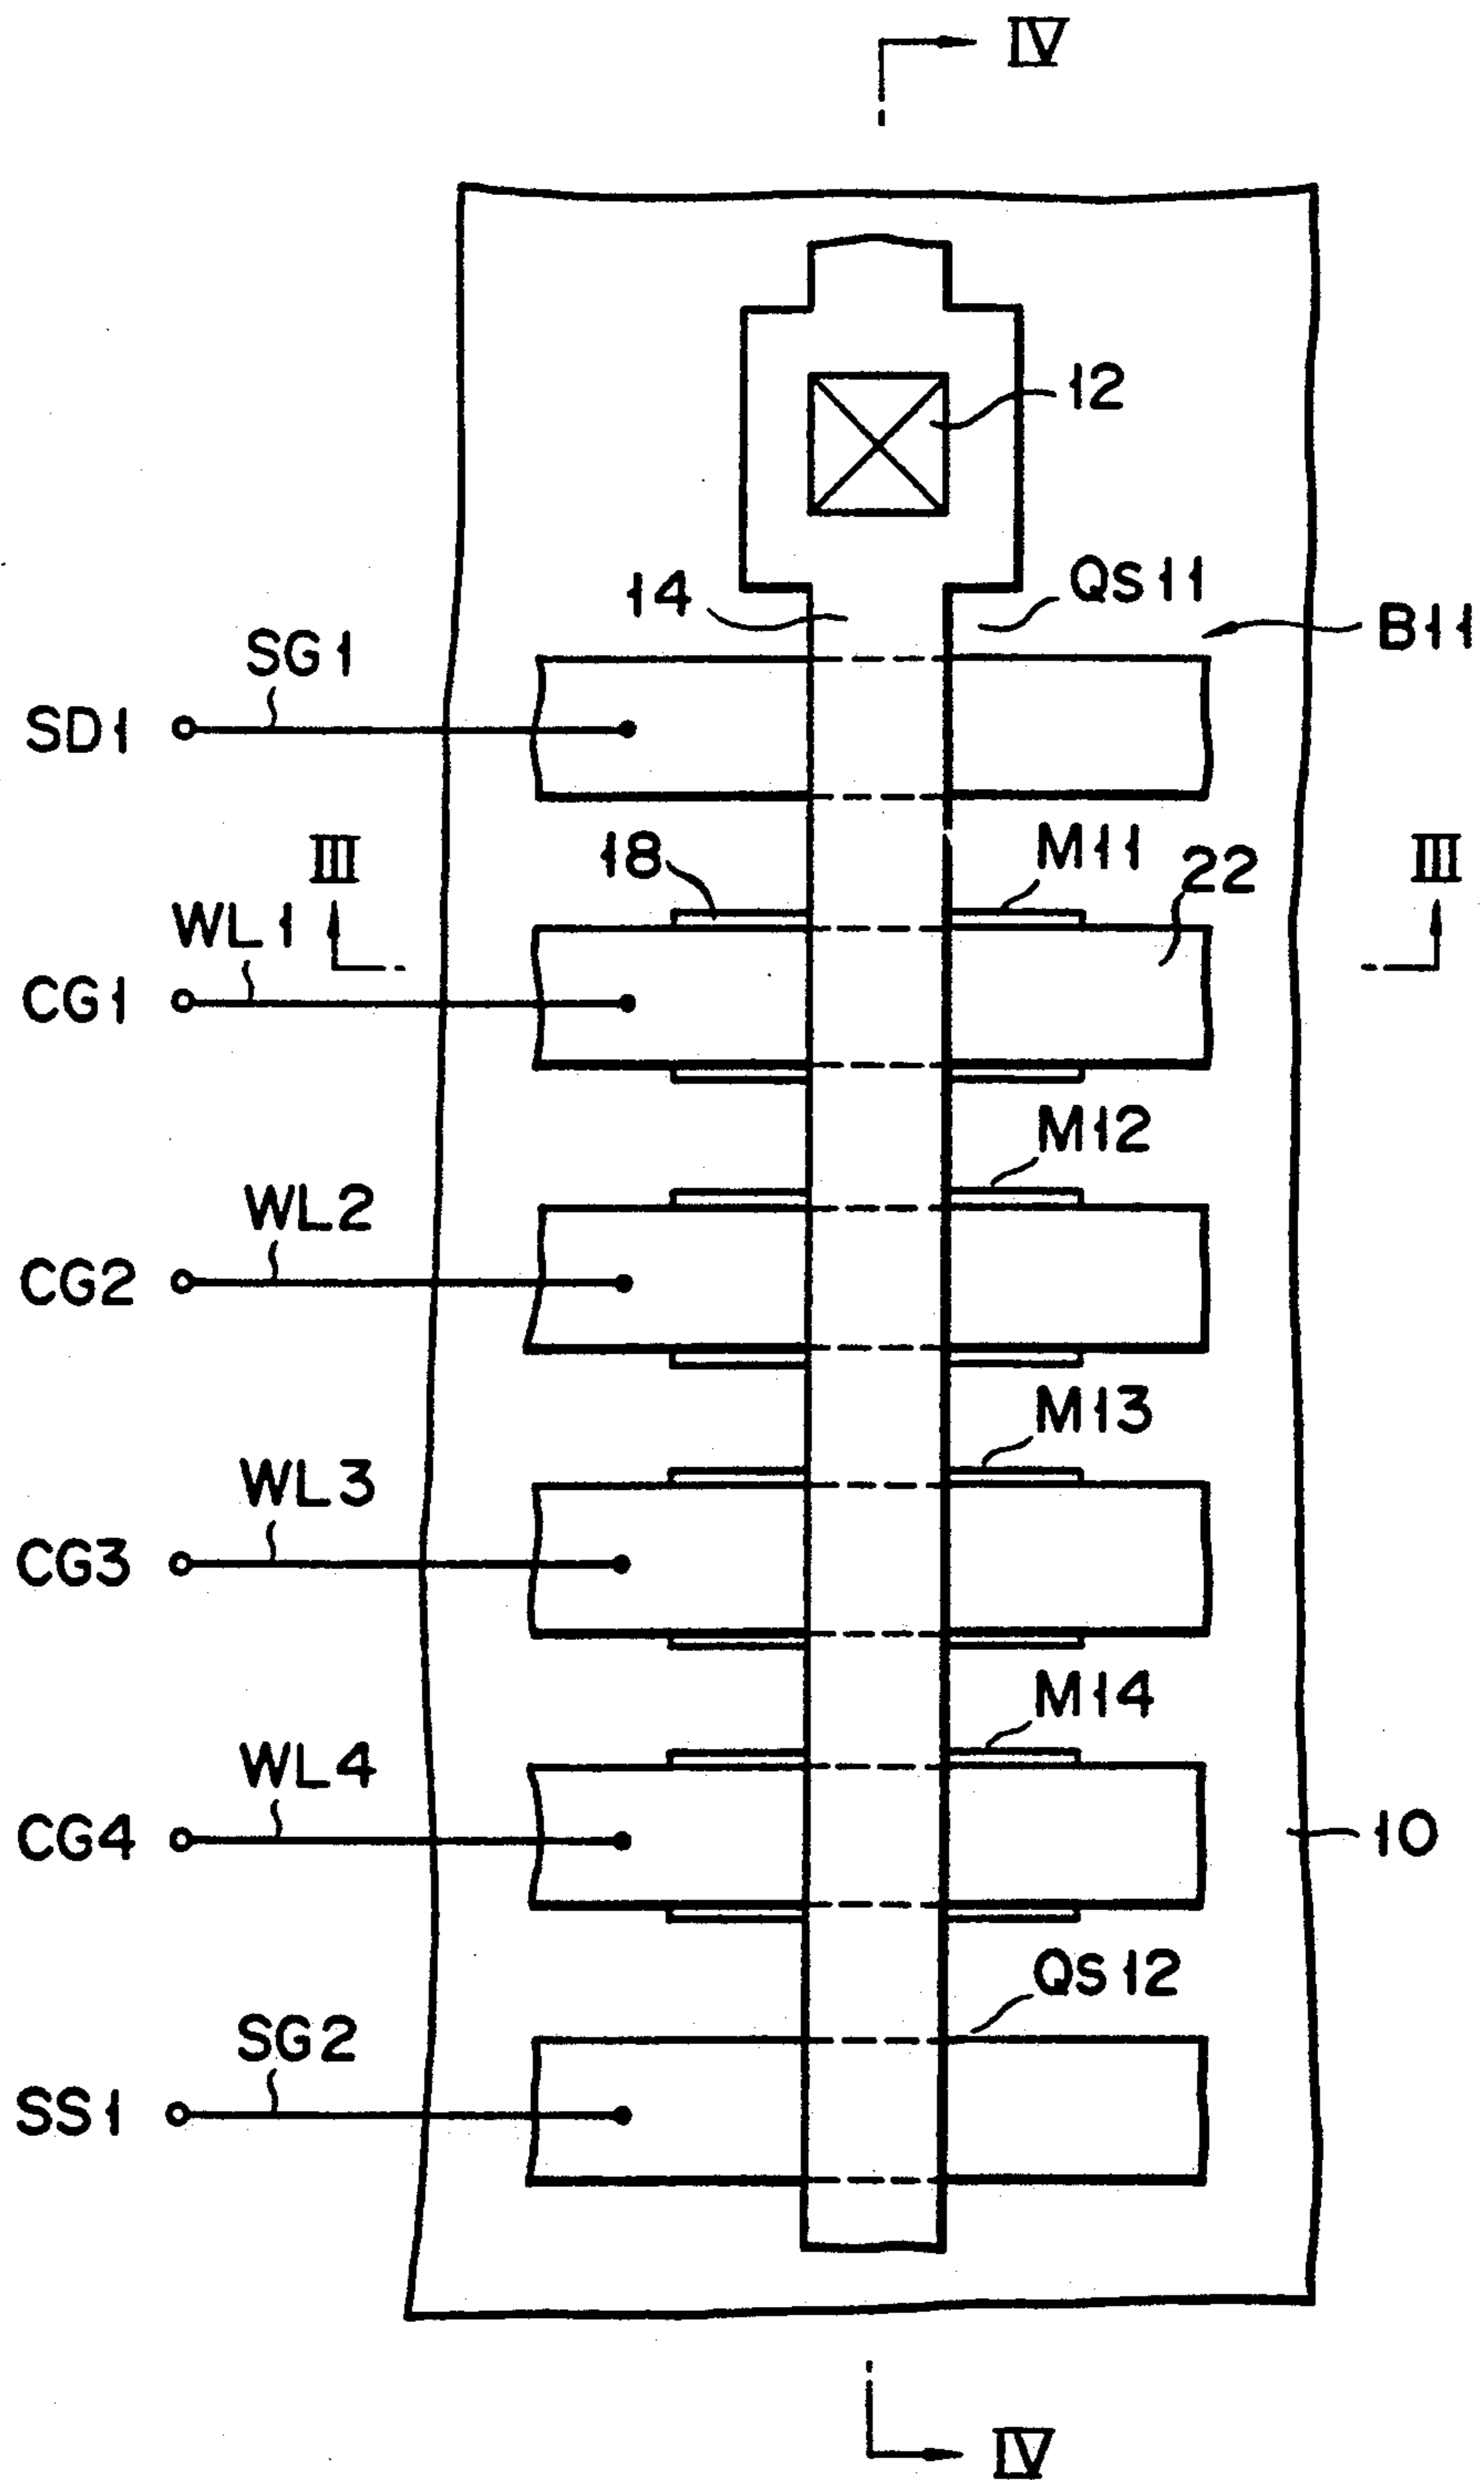 IV
12
14
QS11
B11
SG1
SD1
III
18
M11
22
III
WL1
CG1
M12
WL2
CG2
M13
WL3
CG3
M14
WL4
CG4
10
QS12
SG2
SS1
IV